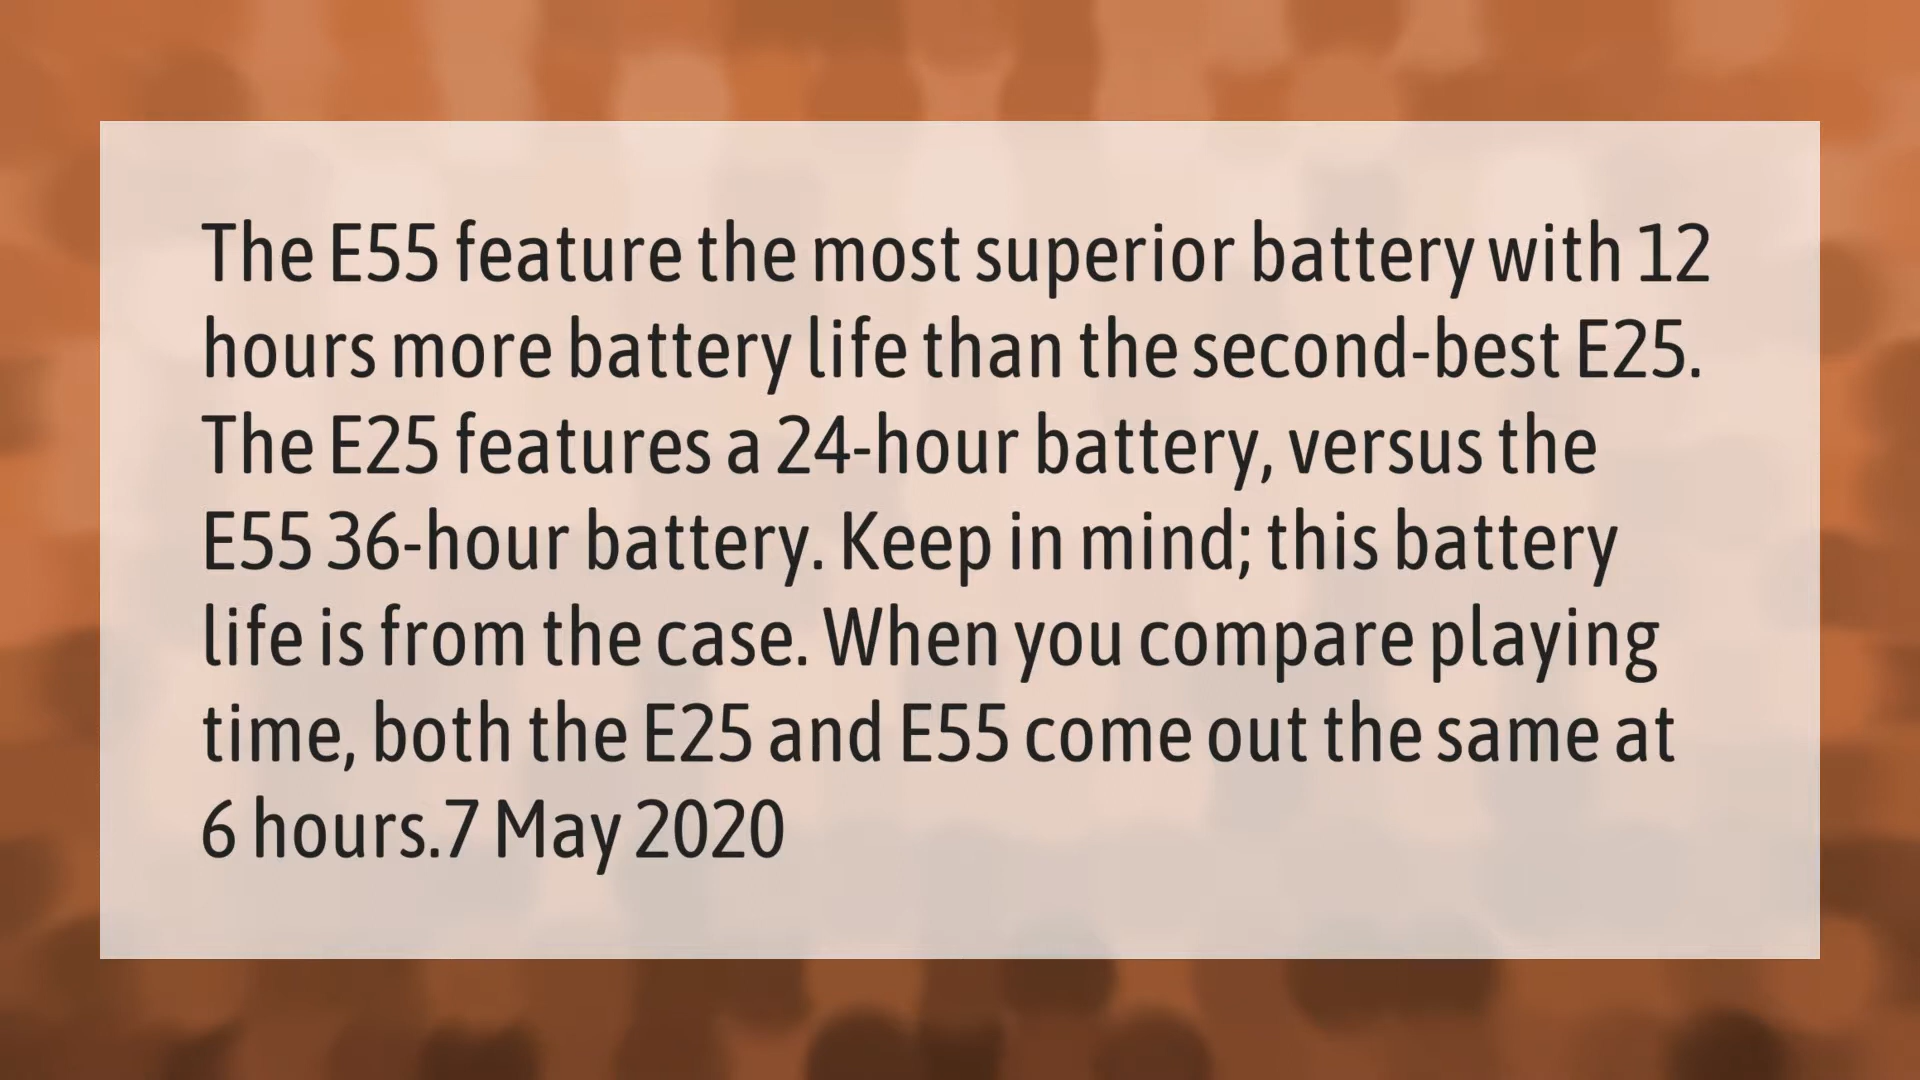 The E55 feature the most superior battery with 12
hours more battery life than the second-best E25.
The E25 features a 24-hour battery, versus the
E55 36-hour battery. Keep in mind; this battery
life is from the case. When you compare playing
time, both the E25 and E55 come out the same at
6 hours.7 May 2020